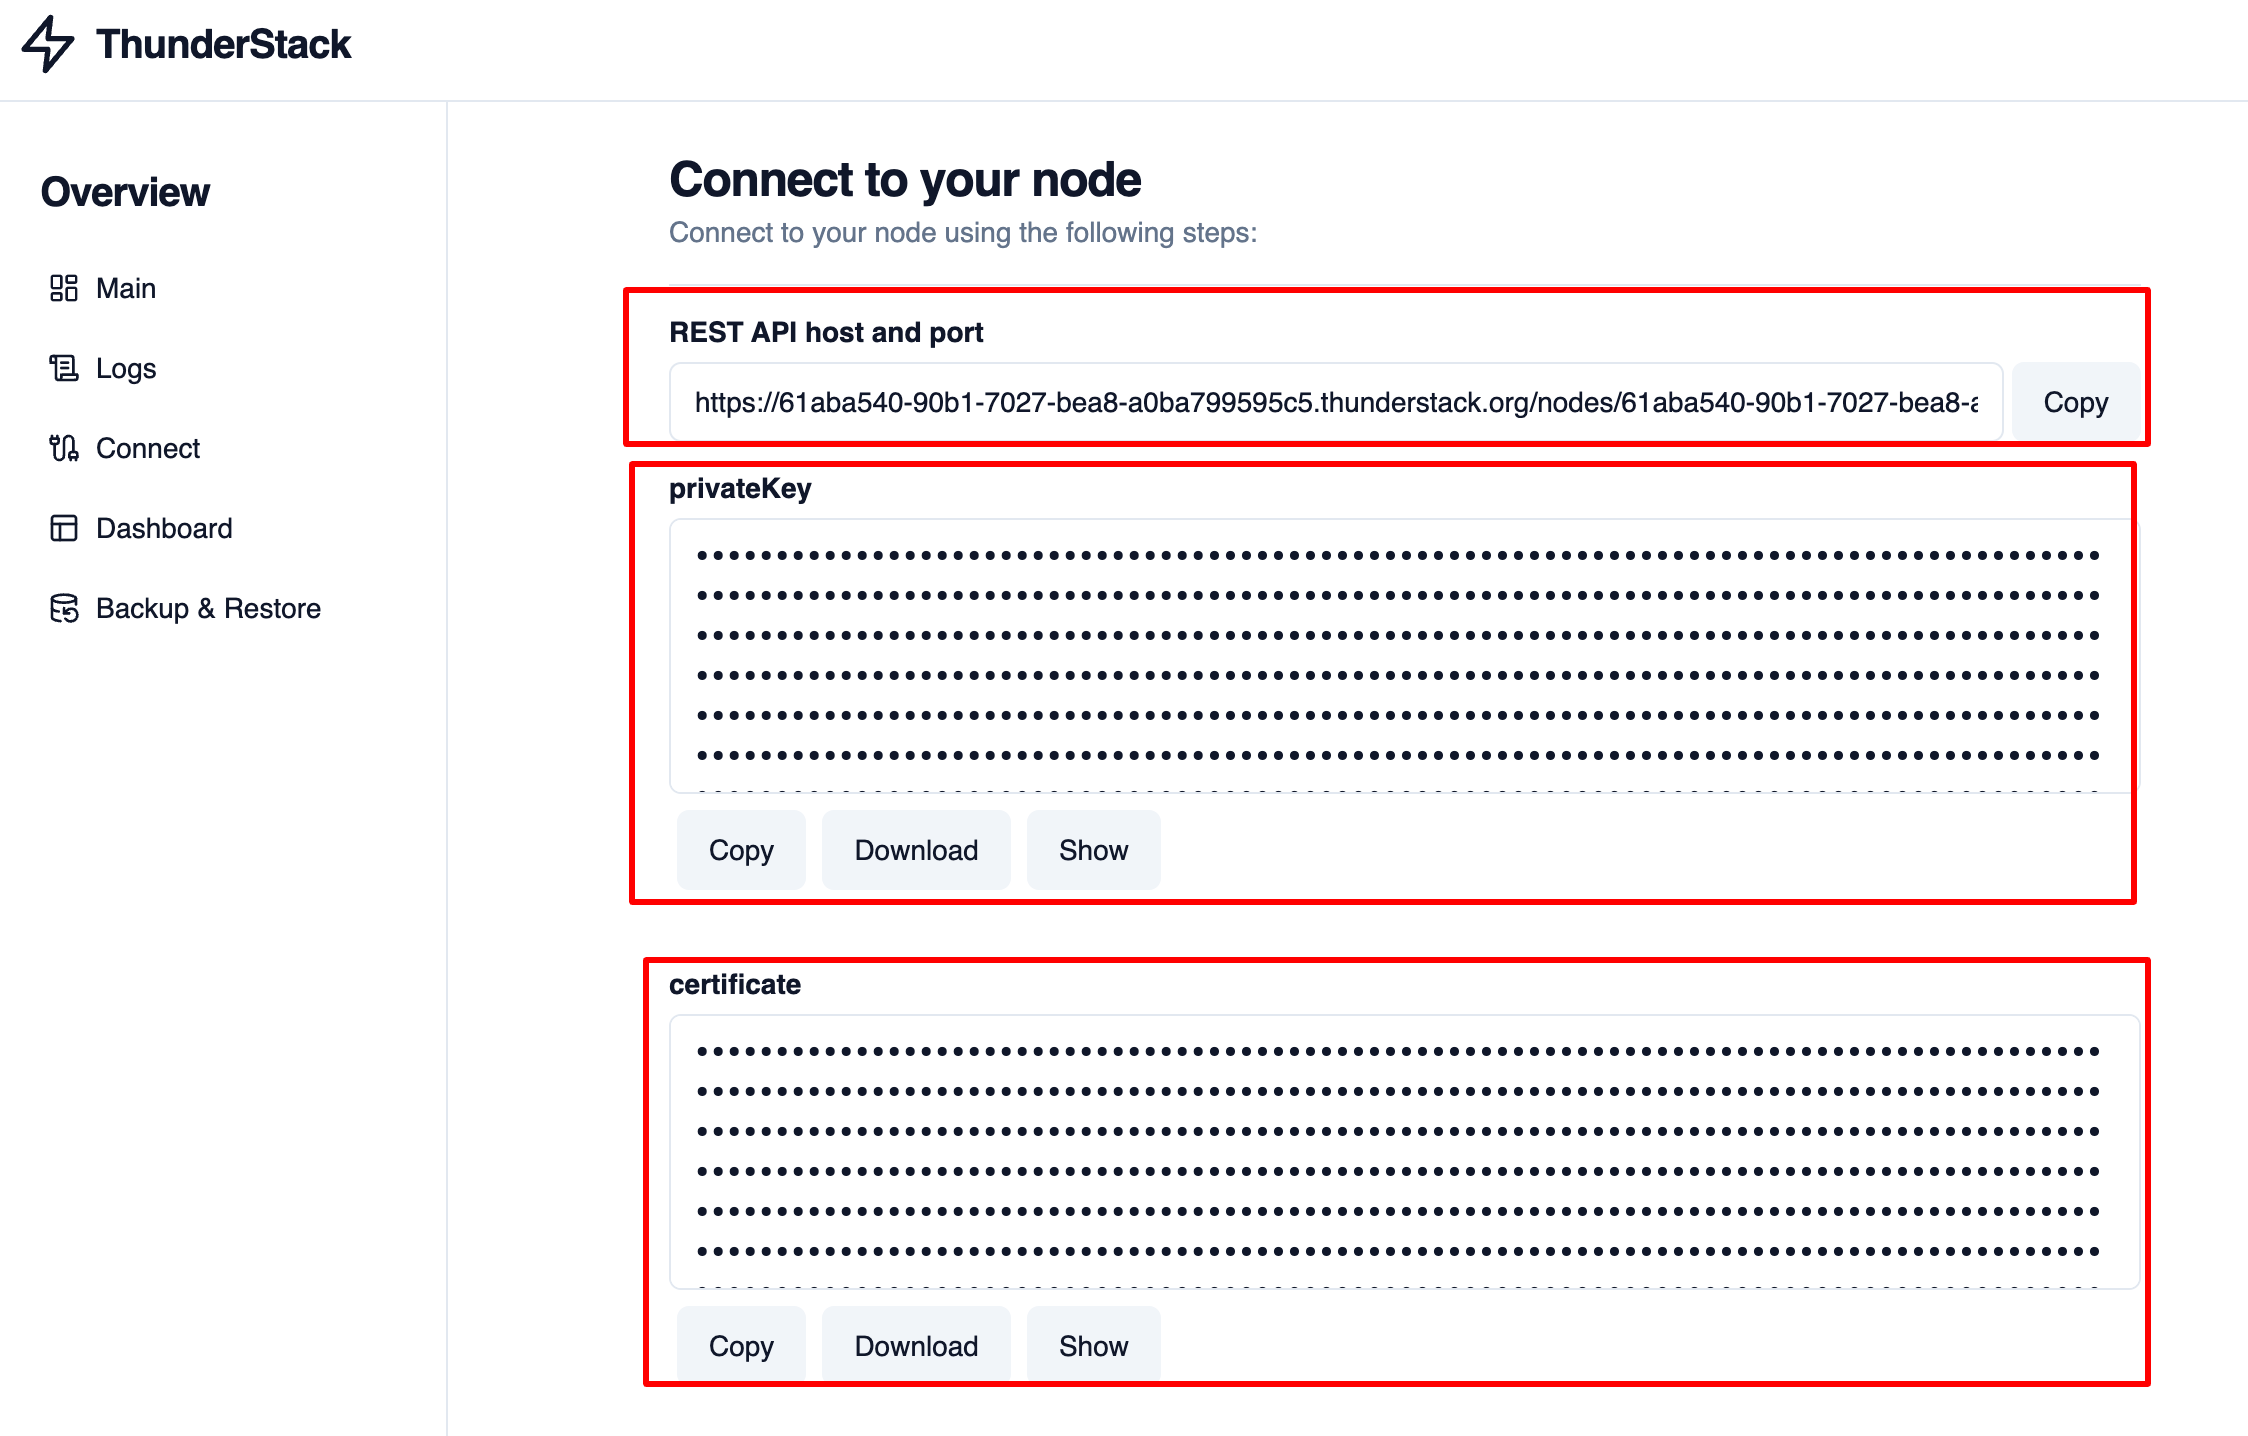 ThunderStack
Overview
Main
Logs
Connect
Dashboard
Backup & Restore
Connect to your node
Connect to your node using the following steps:
REST API host and port
https://61aba540-90b1-7027-bea8-a0ba799595c5.thunderstack.org/nodes/61aba540-90b1-7027-bea8-a
Copy
privateKey
Copy Download Show
certificate
Copy Download Show